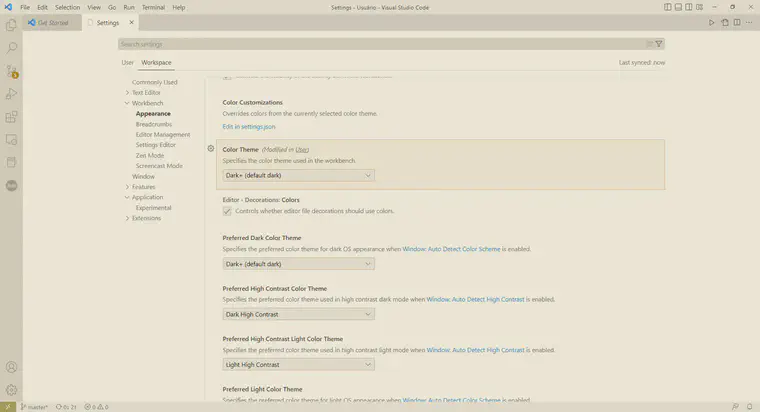 File Edit Selection View Go Run Terminal Help
Settings - Usukno - Visual Studio Code
Get Started
Settings
Search settings
User Workspace
Last synced: now
Commonly Used
Text Editor
Workbench
Appearance
Breadcrumbs
Editor Management
Settings Editor
Zen Mode
Screencast Mode
Window
Features
Application
Experimental
Extensions
Color Customizations
Overrides colors from the currently selected color theme.
Edit in settings.json
Color Theme (Modified in User)
Specifies the color theme used in the workbench.
Dark+ (default dark)
Editor - Decorations: Colors
Controls whether editor file decorations should use colors.
Preferred Dark Color Theme
Specifies the preferred color theme for dark OS appearance when Window: Auto Detect Color Scheme is enabled.
Dark+ (default dark)
Preferred High Contrast Color Theme
Specifies the preferred color theme used in high contrast dark mode when Window: Auto Detect High Contrast is enabled.
Dark High Contrast
Preferred High Contrast Light Color Theme
Specifies the preferred color theme used in high contrast light mode when Window: Auto Detect High Contrast is enabled.
Light High Contrast
Preferred Light Color Theme
Specifies the preferred color theme for light OS appearance when Window: Auto Detect Color Scheme is enabled.
master* 0 0